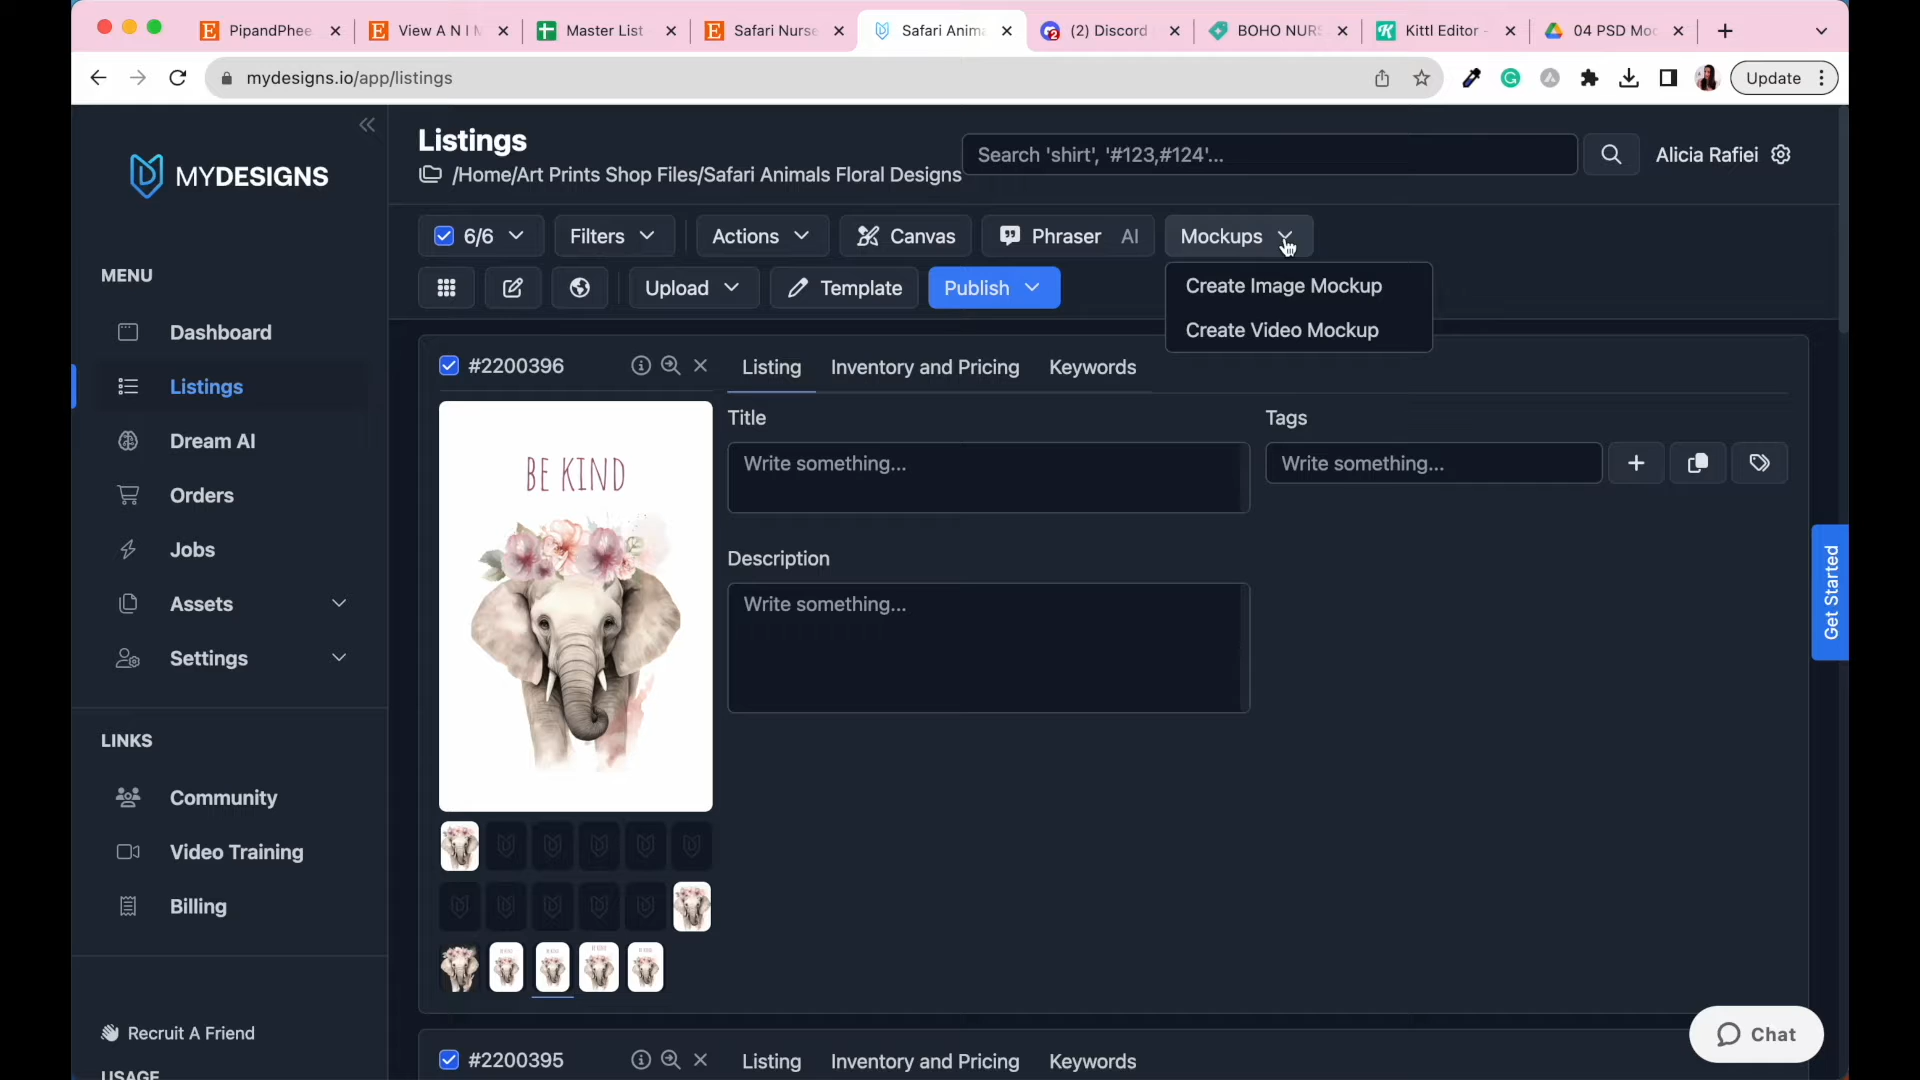 PipandPhee
View A N I M
Master List
Safari Nurse
Safari Anima
(2) Discord
BOHO NURS
Kittl Editor -
04 PSD Moc
mydesigns.io/app/listings
Update
MYDESIGNS
MENU
Dashboard
Listings
Dream AI
Orders
Jobs
Assets
Settings
LINKS
Community
Video Training
Billing
Recruit A Friend
USAGE
Listings
/Home/Art Prints Shop Files/Safari Animals Floral Designs
Search 'shirt', '#123,#124'...
Alicia Rafiei
6/6
Filters
Actions
Canvas
Phraser AI
Mockups
Create Image Mockup
Create Video Mockup
Upload
Template
Publish
#2200396
Listing
Inventory and Pricing
Keywords
BE KIND
Title
Write something...
Tags
Write something...
Description
Write something...
Get Started
#2200395
Listing
Inventory and Pricing
Keywords
Chat